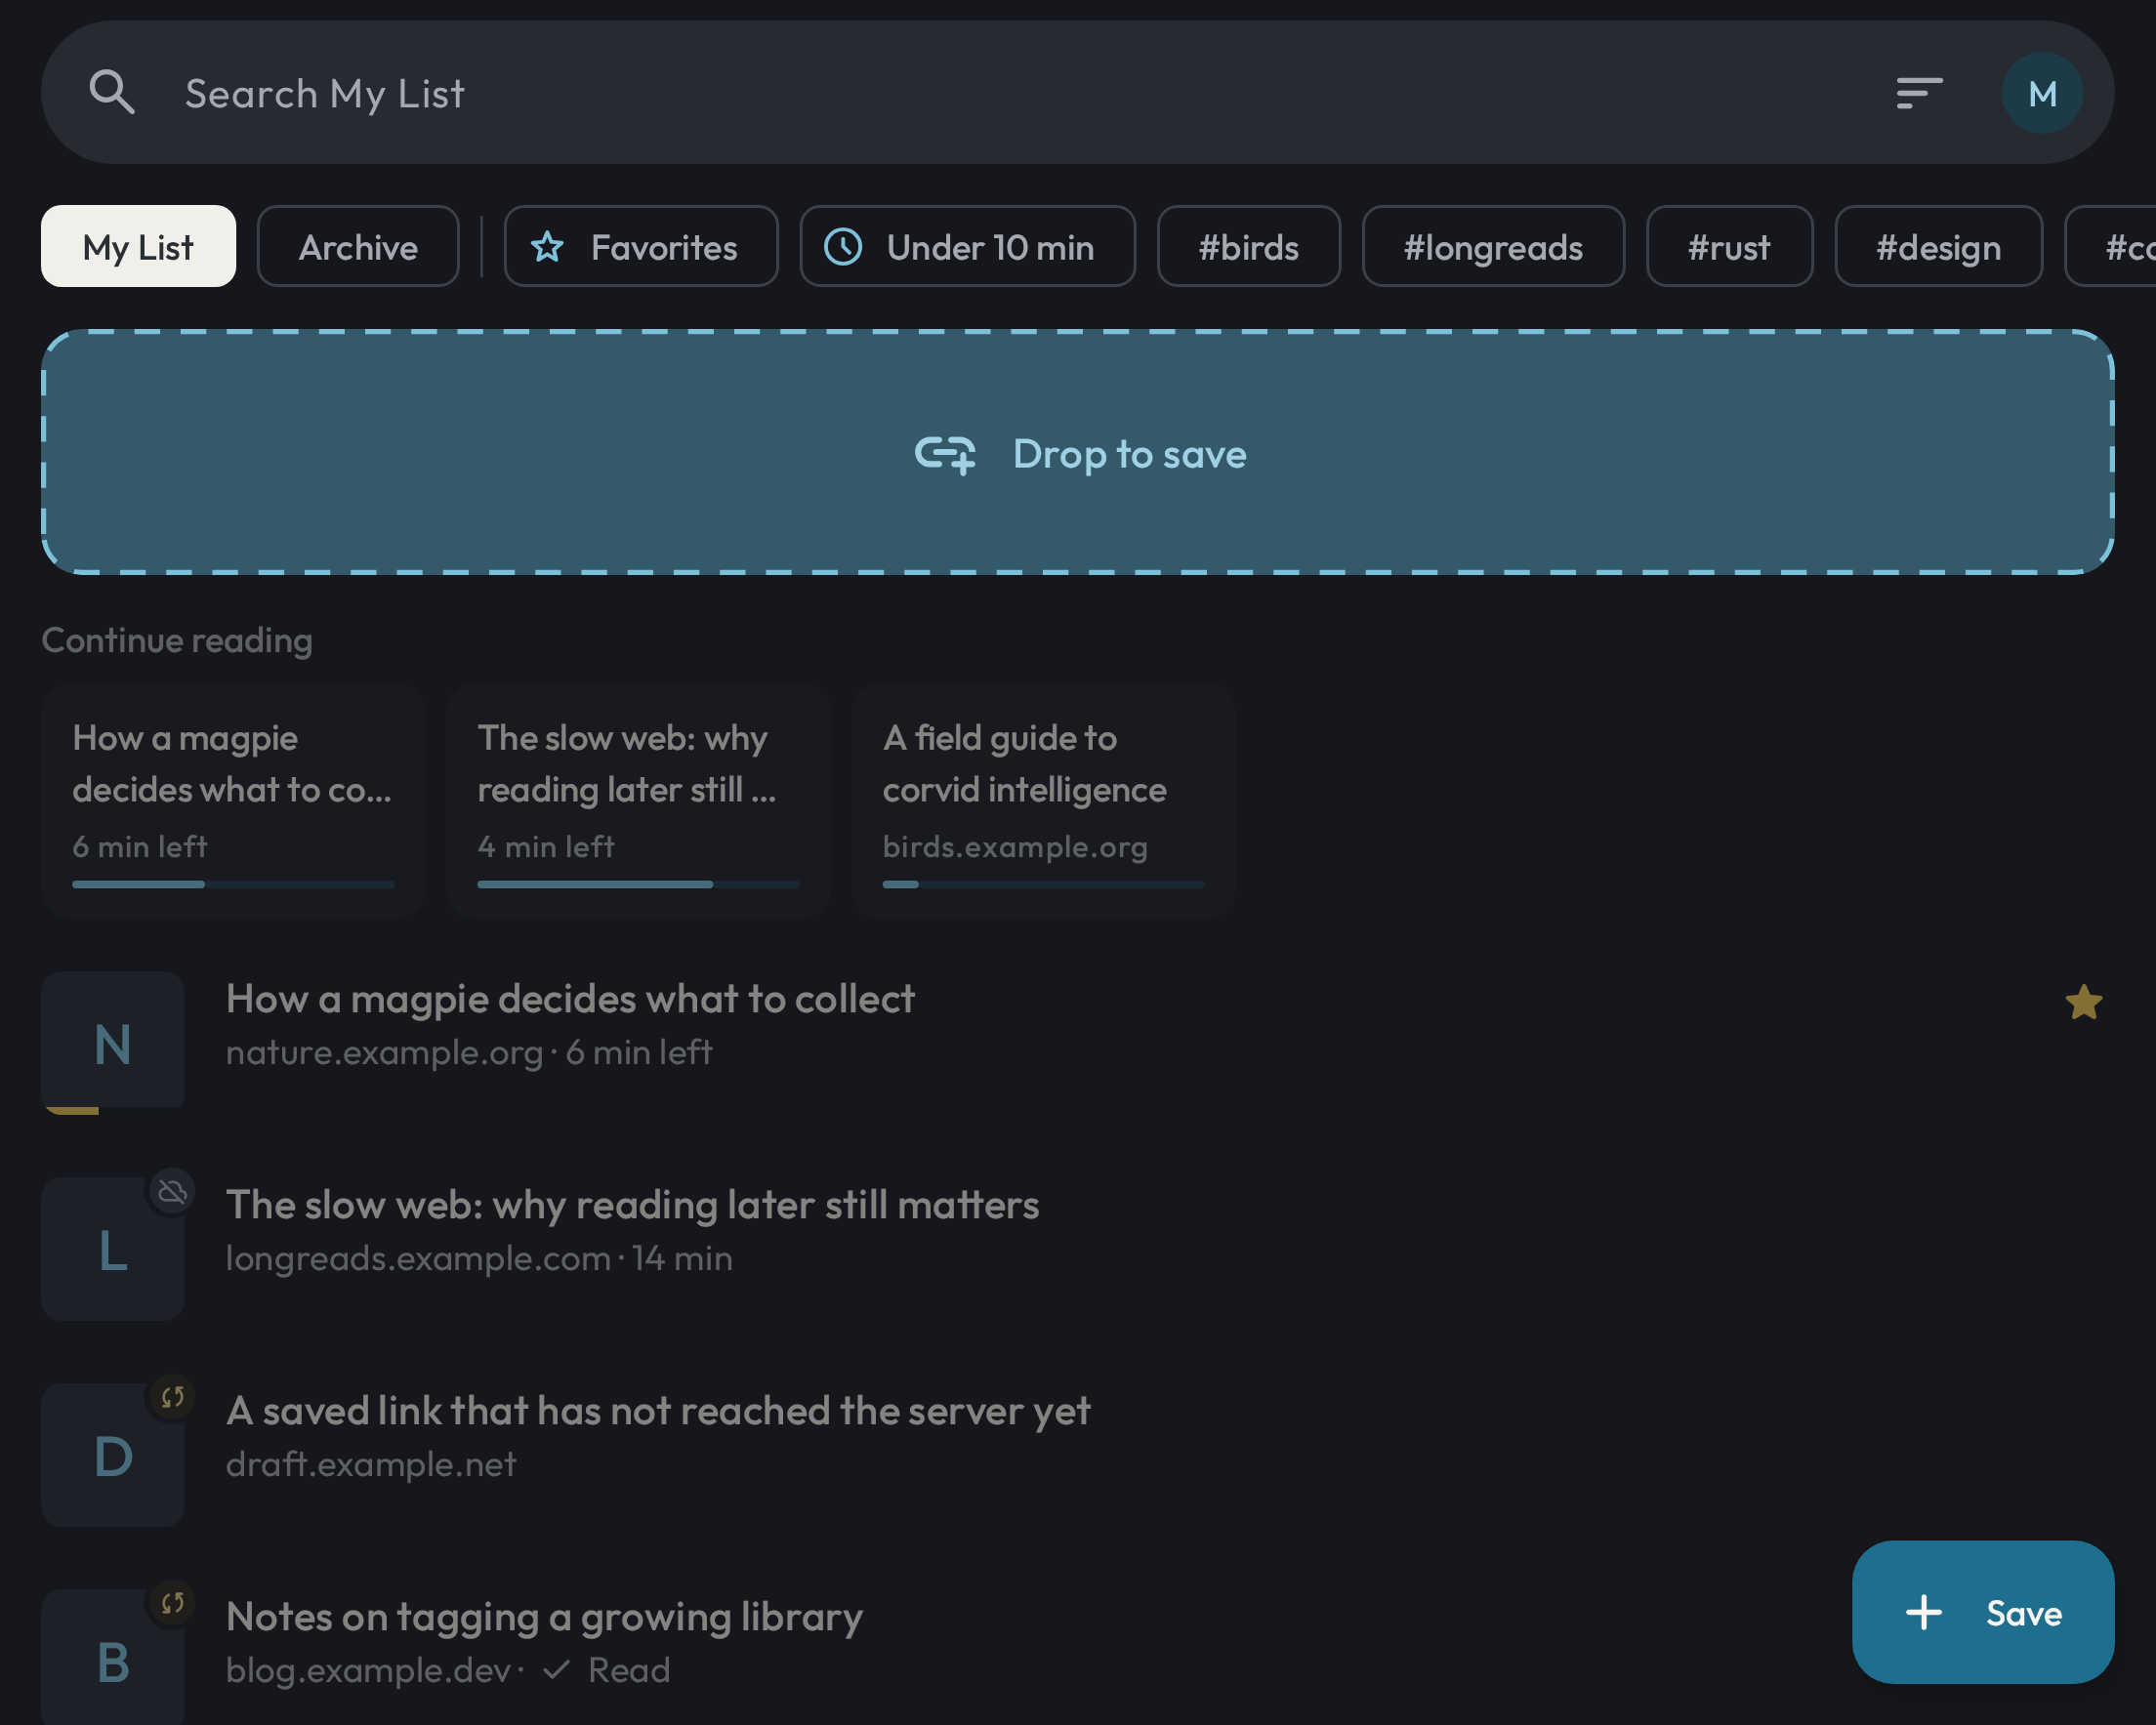 Search My List
M
My List
Archive
Favorites
Under 10 min
#birds
#longreads
#rust
#design
Drop to save
Continue reading
How a magpie
decides what to co...
6 min left
The slow web: why
reading later still ...
4 min left
A field guide to
corvid intelligence
birds.example.org
N
How a magpie decides what to collect
nature.example.org · 6 min left
L
The slow web: why reading later still matters
longreads.example.com · 14 min
D
A saved link that has not reached the server yet
draft.example.net
B
Notes on tagging a growing library
blog.example.dev · Read
Save